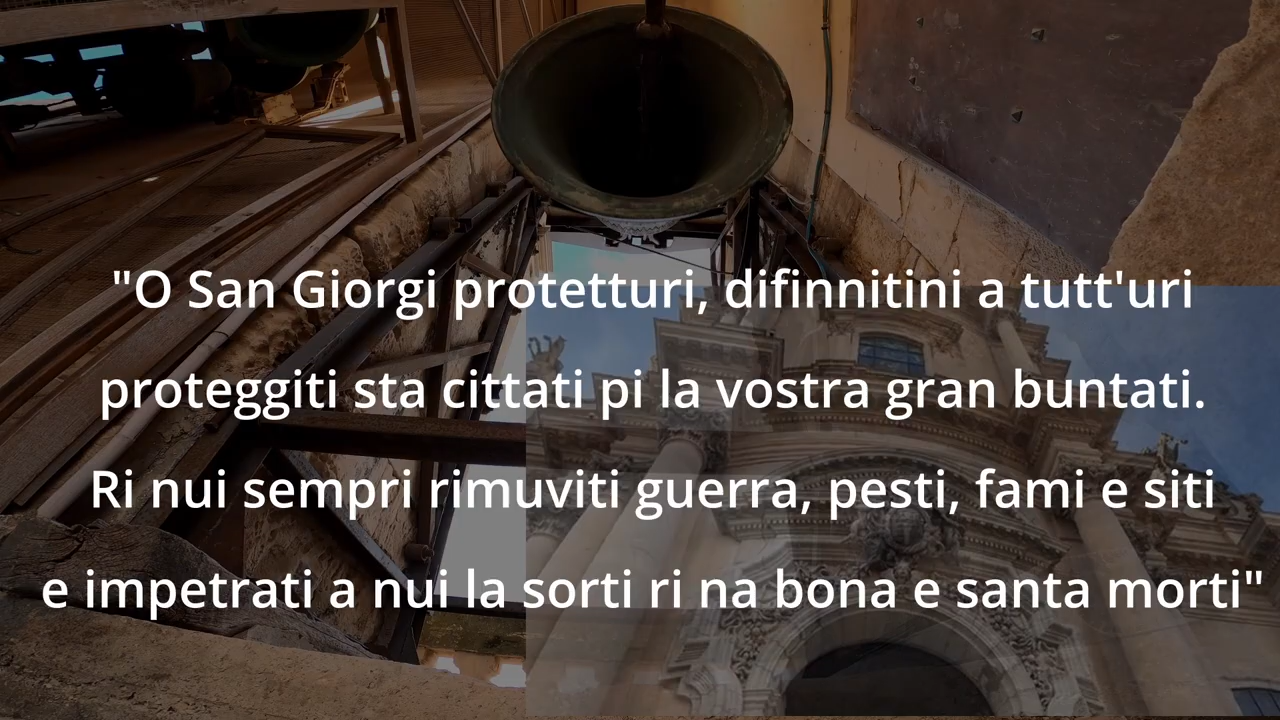 "O San Giorgi protetturi, difinnitini a tutt'uri
proteggiti sta cittati pi la vostra gran buntati.
Ri nui sempri rimuviti guerra, pesti, fami e siti
e impetrati a nui la sorti ri na bona e santa morti"